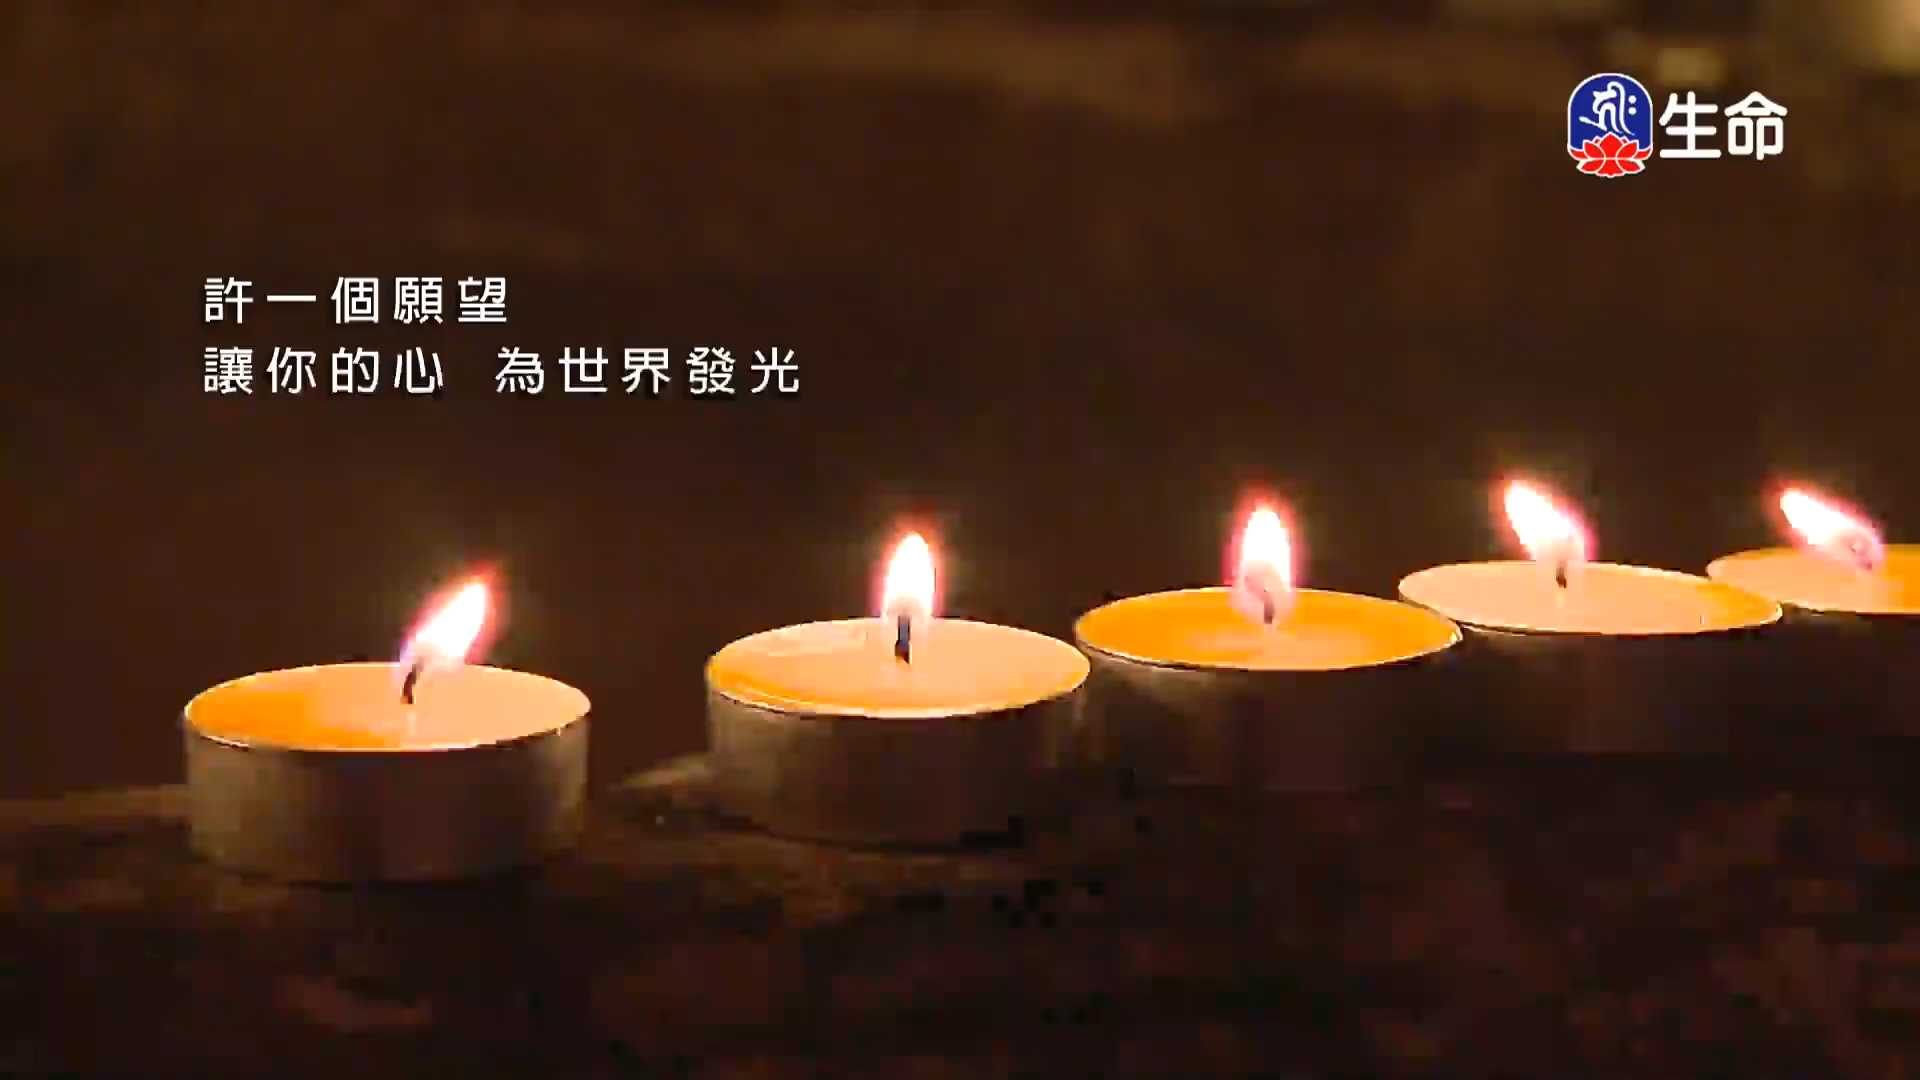 生命
許一個願望
讓你的心 為世界發光